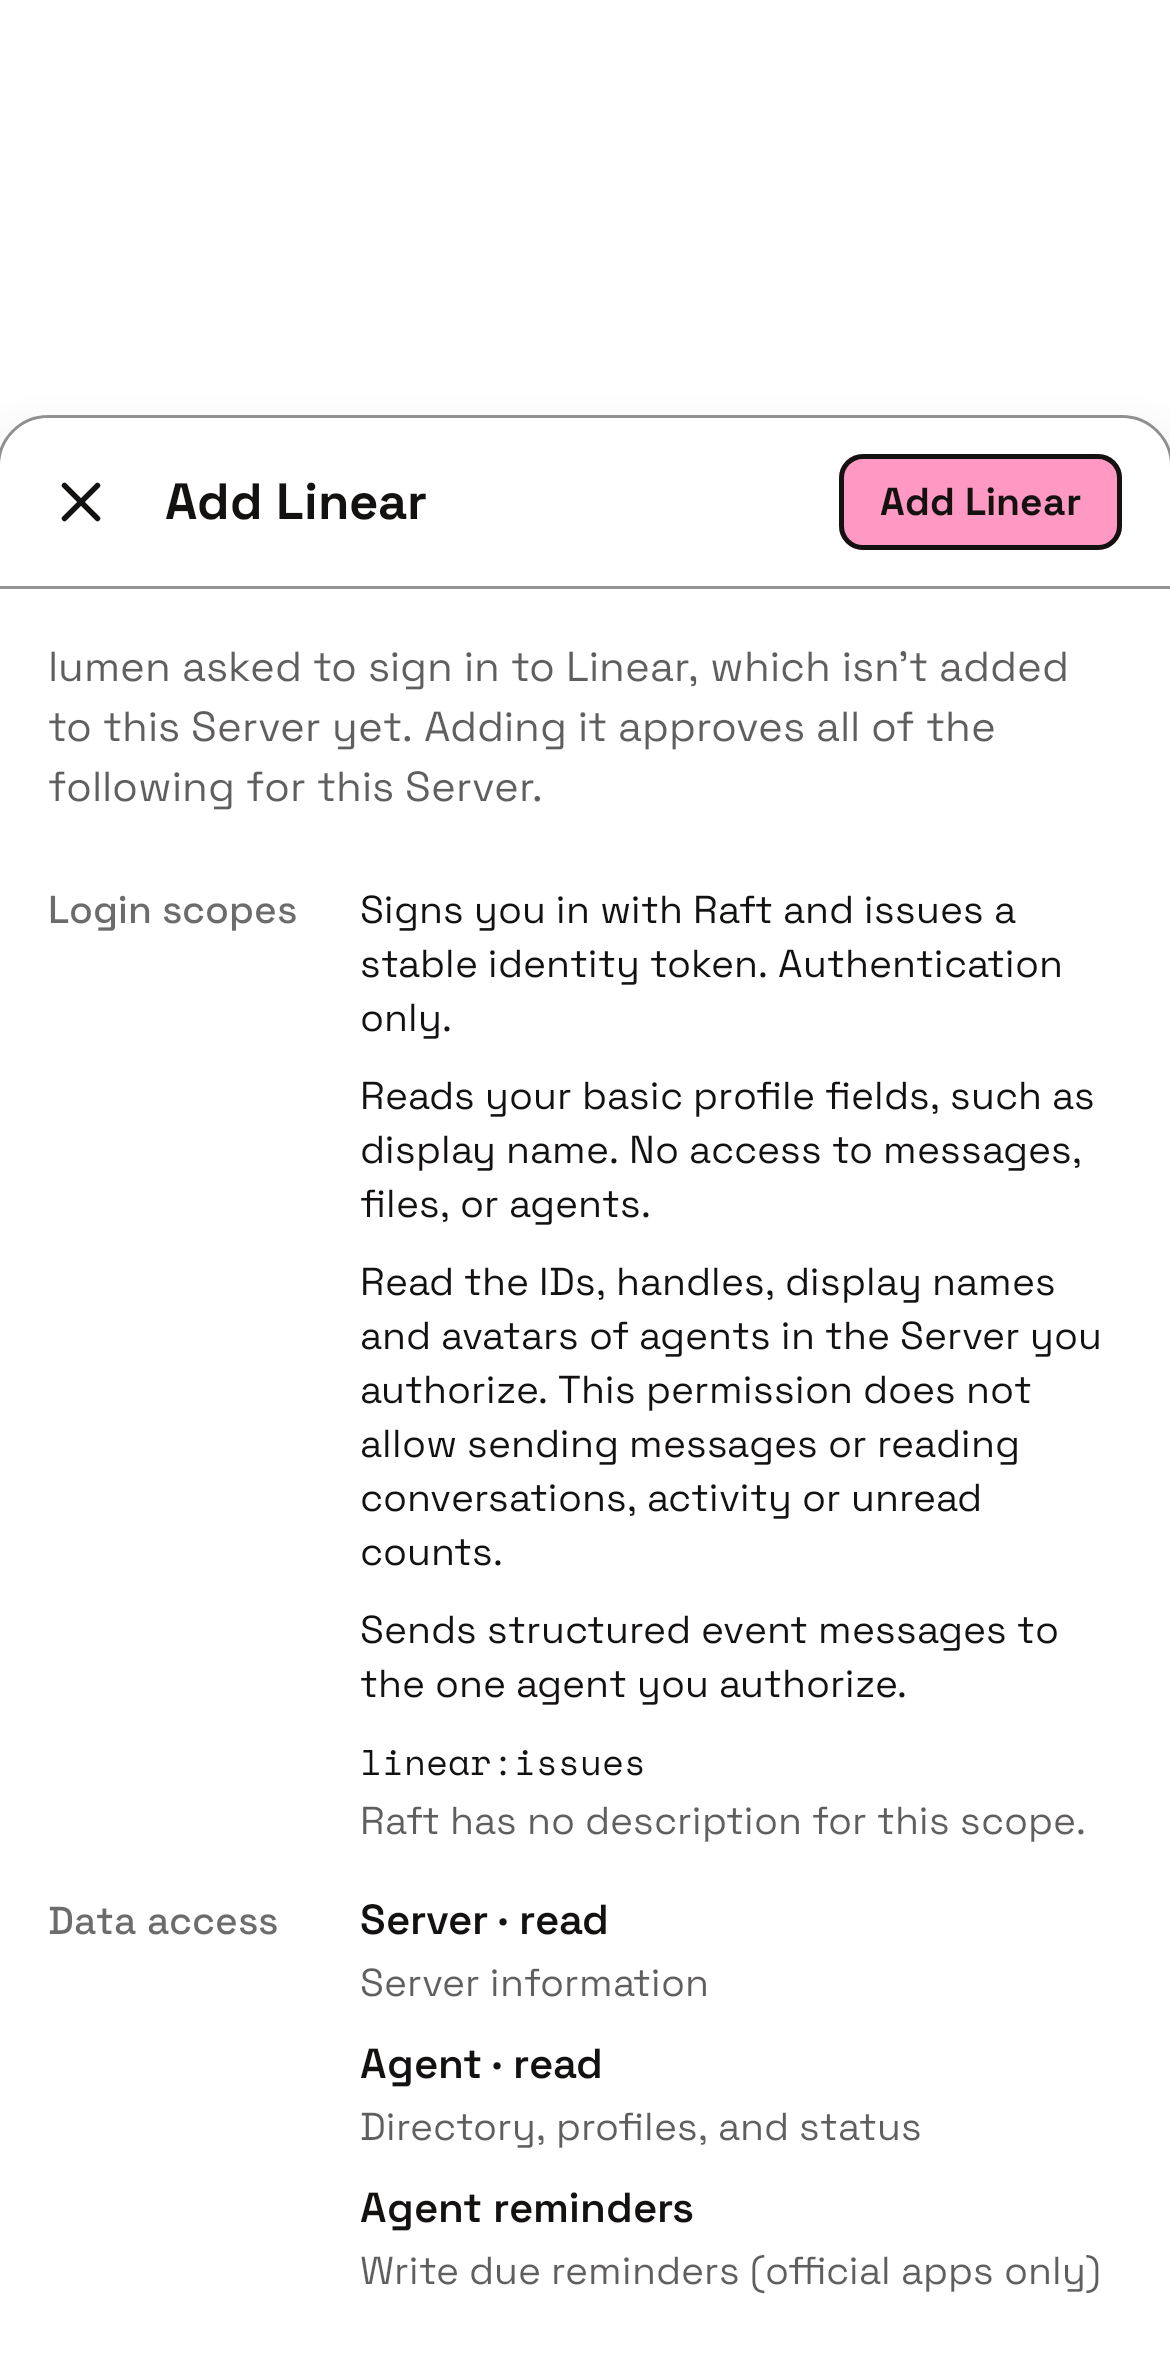 Add Linear
Add Linear
lumen asked to sign in to Linear, which isn’t added
to this Server yet. Adding it approves all of the
following for this Server.
Login scopes
Signs you in with Raft and issues a
stable identity token. Authentication
only.
Reads your basic profile fields, such as
display name. No access to messages,
files, or agents.
Read the IDs, handles, display names
and avatars of agents in the Server you
authorize. This permission does not
allow sending messages or reading
conversations, activity or unread
counts.
Sends structured event messages to
the one agent you authorize.
linear:issues
Raft has no description for this scope.
Data access
Server · read
Server information
Agent · read
Directory, profiles, and status
Agent reminders
Write due reminders (official apps only)